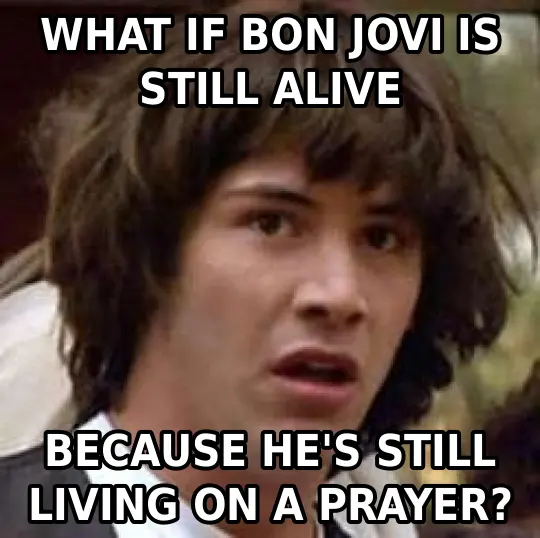 WHAT IF BON JOVI IS
STILL ALIVE
BECAUSE HE'S STILL
LIVING ON A PRAYER?